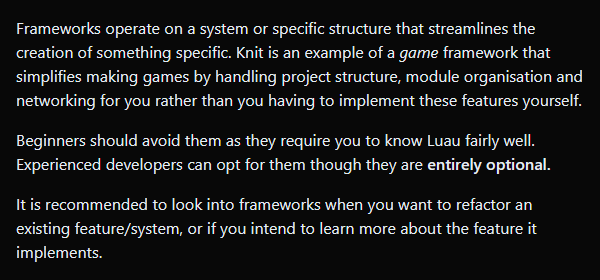 Frameworks operate on a system or specific structure that streamlines the
creation of something specific. Knit is an example of a game framework that
simplifies making games by handling project structure, module organisation and
networking for you rather than you having to implement these features yourself.
Beginners should avoid them as they require you to know Luau fairly well.
Experienced developers can opt for them though they are entirely optional.
It is recommended to look into frameworks when you want to refactor an
existing feature/system, or if you intend to learn more about the feature it
implements.